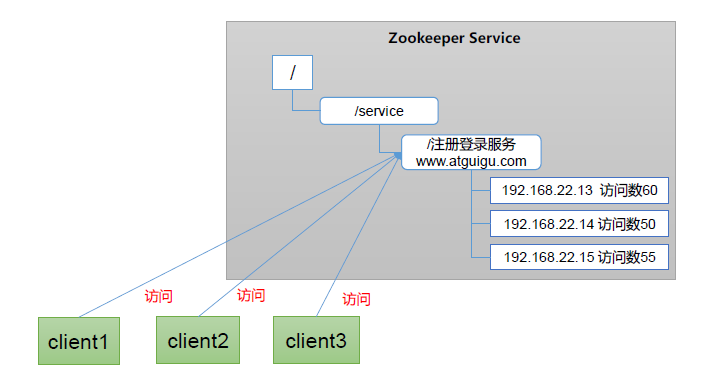 Zookeeper Service
/
/service
/注册登录服务
www.atguigu.com
192.168.22.13 访问数60
192.168.22.14 访问数50
192.168.22.15 访问数55
访问
访问
访问
client1
client2
client3